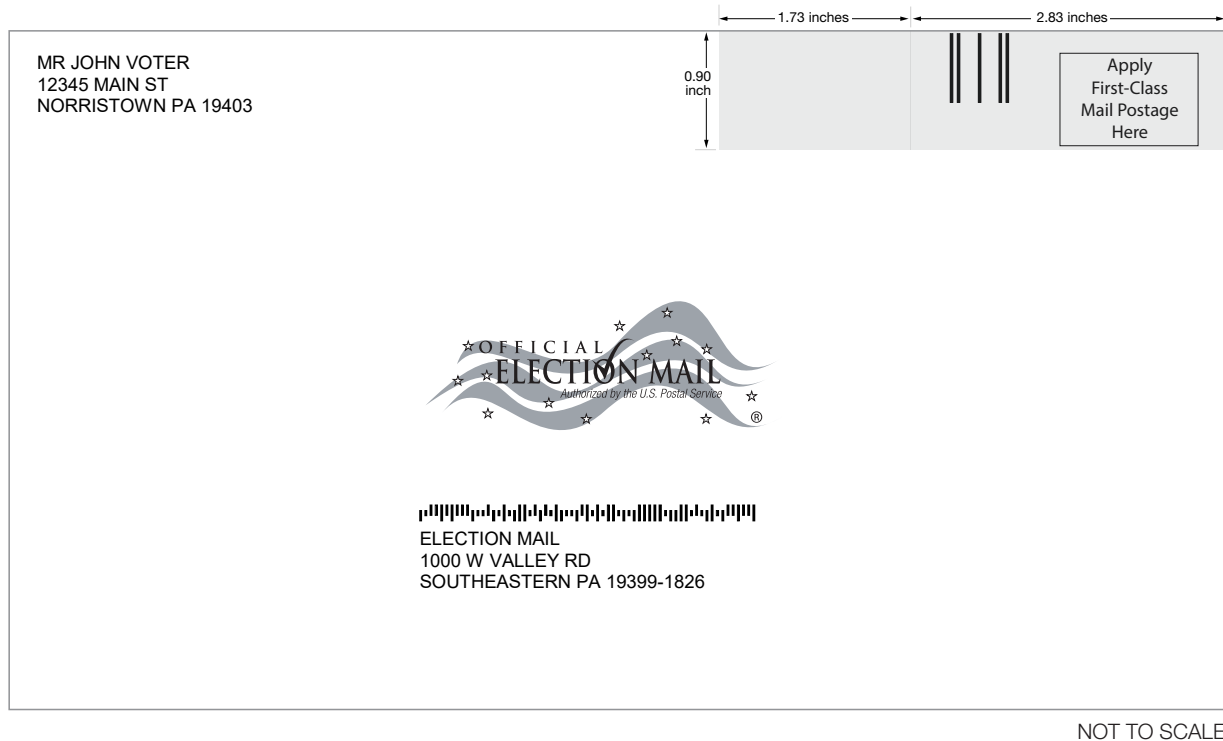 1.73 inches
2.83 inches
MR JOHN VOTER
12345 MAIN ST
NORRISTOWN PA 19403
0.90
inch
Apply
First-Class
Mail Postage
Here
OFFICIAL
ELECTION MAIL
Authorized by the U.S. Postal Service
®
ELECTION MAIL
1000 W VALLEY RD
SOUTHEASTERN PA 19399-1826
NOT TO SCALE